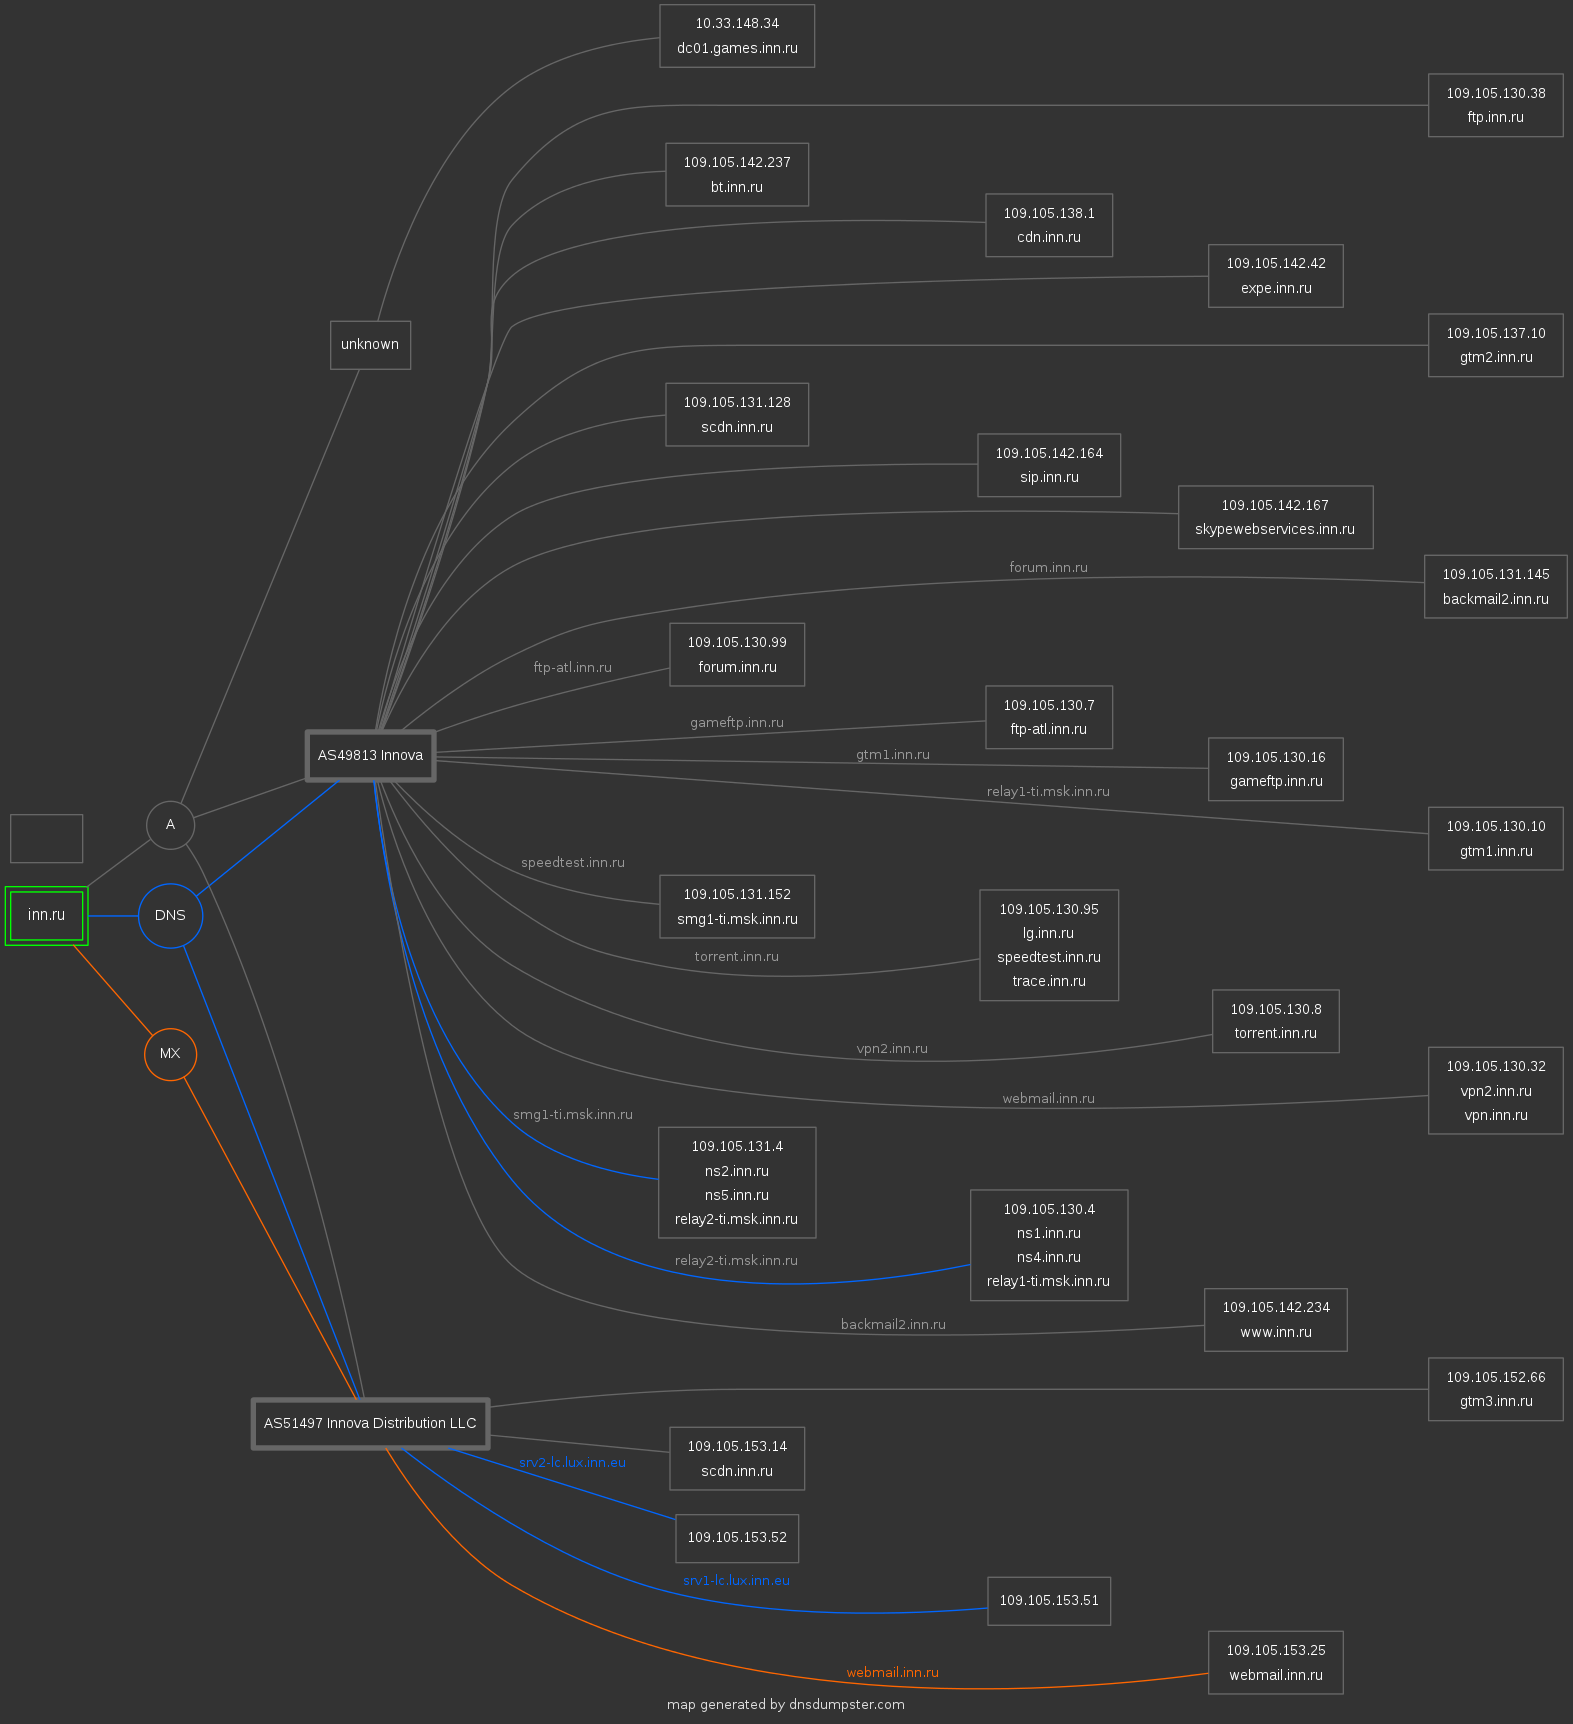 10.33.148.34
dc01.games.inn.ru
109.105.130.38
ftp.inn.ru
109.105.142.237
bt.inn.ru
109.105.138.1
cdn.inn.ru
109.105.142.42
expe.inn.ru
unknown
109.105.137.10
gtm2.inn.ru
109.105.131.128
scdn.inn.ru
109.105.142.164
sip.inn.ru
109.105.142.167
skypewebservices.inn.ru
forum.inn.ru
109.105.131.145
backmail2.inn.ru
109.105.130.99
forum.inn.ru
ftp-atl.inn.ru
109.105.130.7
ftp-atl.inn.ru
gameftp.inn.ru
AS49813 Innova
gtm1.inn.ru
109.105.130.16
gameftp.inn.ru
relay1-ti.msk.inn.ru
109.105.130.10
gtm1.inn.ru
A
speedtest.inn.ru
109.105.131.152
smg1-ti.msk.inn.ru
inn.ru
DNS
109.105.130.95
lg.inn.ru
speedtest.inn.ru
trace.inn.ru
torrent.inn.ru
109.105.130.8
torrent.inn.ru
MX
vpn2.inn.ru
109.105.130.32
vpn2.inn.ru
vpn.inn.ru
webmail.inn.ru
smg1-ti.msk.inn.ru
109.105.131.4
ns2.inn.ru
ns5.inn.ru
relay2-ti.msk.inn.ru
109.105.130.4
ns1.inn.ru
ns4.inn.ru
relay1-ti.msk.inn.ru
relay2-ti.msk.inn.ru
109.105.142.234
www.inn.ru
backmail2.inn.ru
109.105.152.66
gtm3.inn.ru
AS51497 Innova Distribution LLC
109.105.153.14
scdn.inn.ru
srv2-lc.lux.inn.eu
109.105.153.52
srv1-lc.lux.inn.eu
109.105.153.51
109.105.153.25
webmail.inn.ru
webmail.inn.ru
map generated by dnsdumpster.com